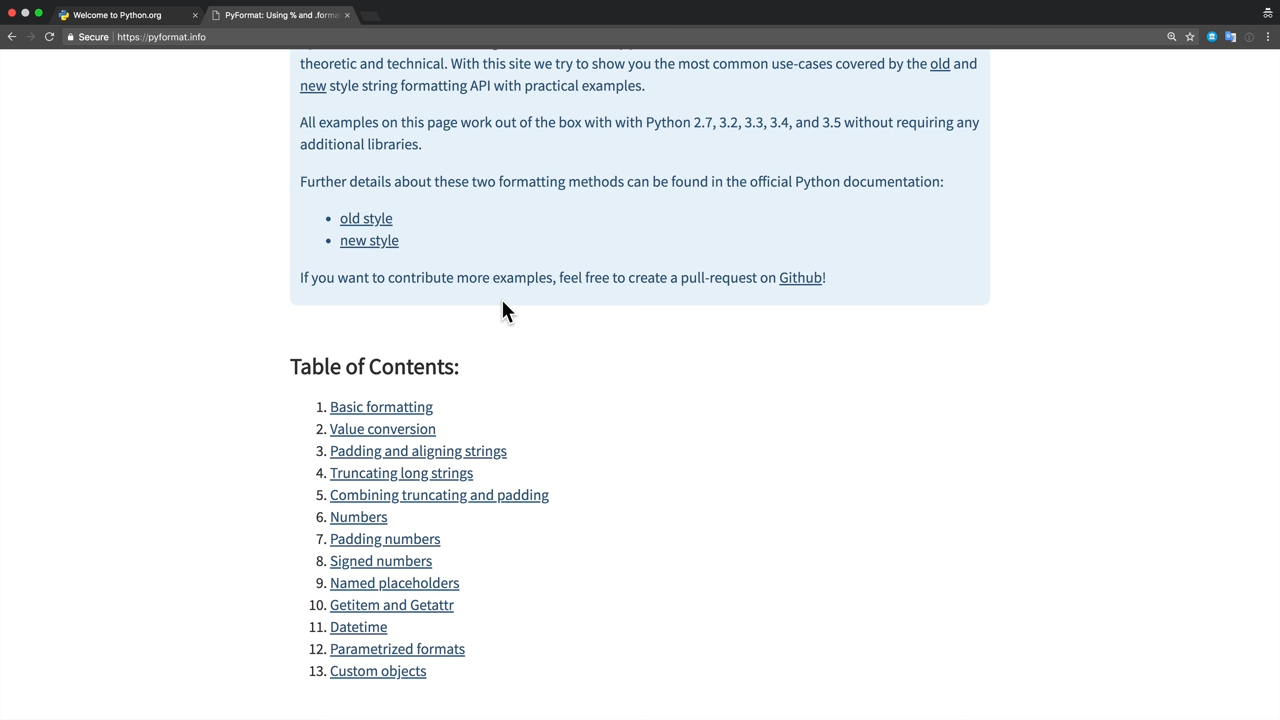 Welcome to Python.org
PyFormat: Using % and .forma
Secure
https://pyformat.info
theoretic and technical. With this site we try to show you the most common use-cases covered by the old and
new style string formatting API with practical examples.
All examples on this page work out of the box with with Python 2.7, 3.2, 3.3, 3.4, and 3.5 without requiring any
additional libraries.
Further details about these two formatting methods can be found in the official Python documentation:
• old style
• new style
If you want to contribute more examples, feel free to create a pull-request on Github!
Table of Contents:
1. Basic formatting
2. Value conversion
3. Padding and aligning strings
4. Truncating long strings
5. Combining truncating and padding
6. Numbers
7. Padding numbers
8. Signed numbers
9. Named placeholders
10. Getitem and Getattr
11. Datetime
12. Parametrized formats
13. Custom objects